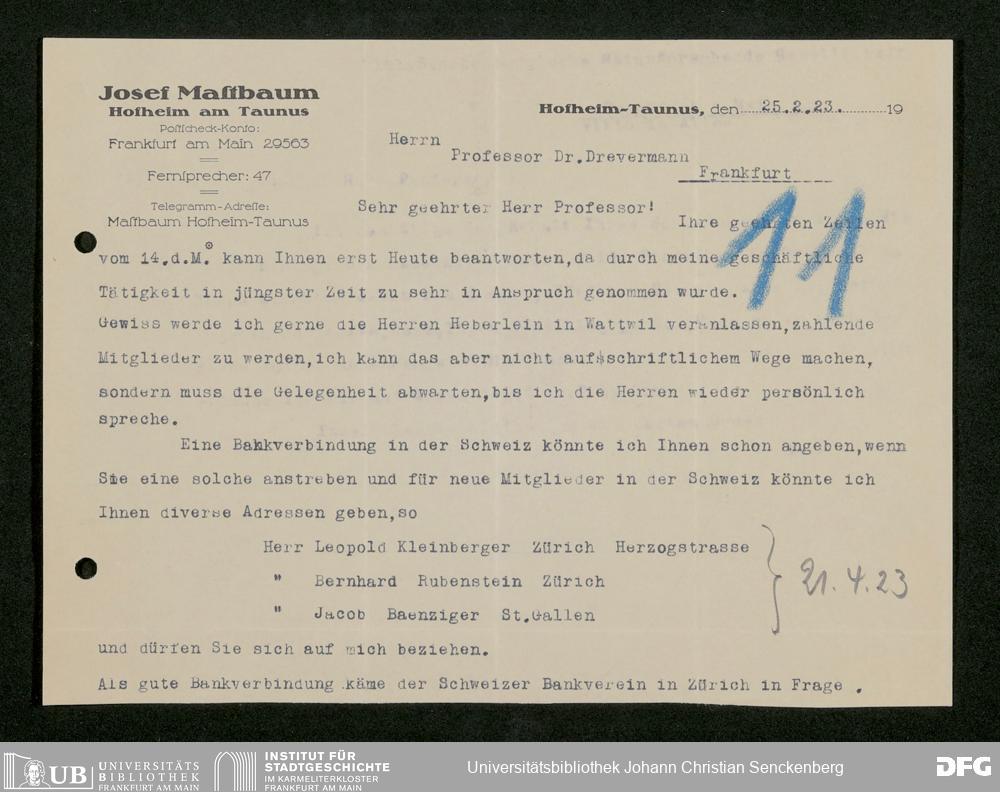 Josef Maſtbaum
Hofheim am Taunus
Poſtſcheck-Konto:
Frankfurt am Main 29563
Fernſprecher: 47
Telegramm-Adreſſe:
Maſtbaum Hofheim-Taunus
Hofheim-Taunus, den 25.2.23. 19
Herrn
Professor Dr.Drevermann
Frankfurt
11
Sehr geehrter Herr Professor!
Ihre geehrten Zeilen
vom 14.d.M. kann Ihnen erst Heute beantworten,da durch meine geschäftliche
Tätigkeit in jüngster Zeit zu sehr in Anspruch genommen wurde.
Gewiss werde ich gerne die Herren Heberlein in Wattwil veranlassen,zahlende
Mitglieder zu werden,ich kann das aber nicht auf schriftlichem Wege machen,
sondern muss die Gelegenheit abwarten,bis ich die Herren wieder persönlich
spreche.
Eine Bankverbindung in der Schweiz könnte ich Ihnen schon angeben,wenn
Sie eine solche anstreben und für neue Mitglieder in der Schweiz könnte ich
Ihnen diverse Adressen geben,so
Herr Leopold Kleinberger Zürich Herzogstrasse
" Bernhard Rubenstein Zürich
" Jacob Baenziger St.Gallen
21.4.23
und dürfen Sie sich auf mich beziehen.
Als gute Bankverbindung käme der Schweizer Bankverein in Zürich in Frage .
UB UNIVERSITÄTS
BIBLIOTHEK
FRANKFURT AM MAIN
INSTITUT FÜR
STADTGESCHICHTE
IM KARMELITERKLOSTER
FRANKFURT AM MAIN
Universitätsbibliothek Johann Christian Senckenberg
DFG